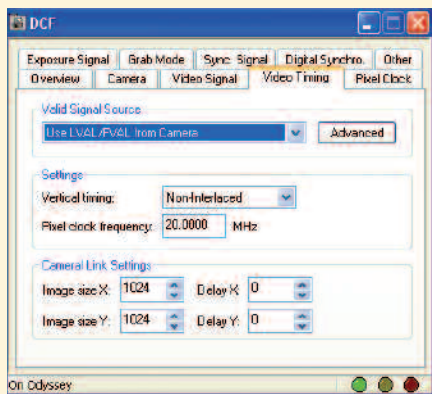 DCF
Exposure Signal Grab Mode Sync. Signal Digital Synchro. Other
Overview Camera Video Signal Video Timing Pixel Clock
Valid Signal Source
Use LVAL/FVAL from Camera Advanced
Settings
Vertical timing: Non-Interlaced
Pixel clock frequency: 20.0000 MHz
Camera Link Settings
Image size X: 1024 Delay X: 0
Image size Y: 1024 Delay Y: 0
On Odyssey